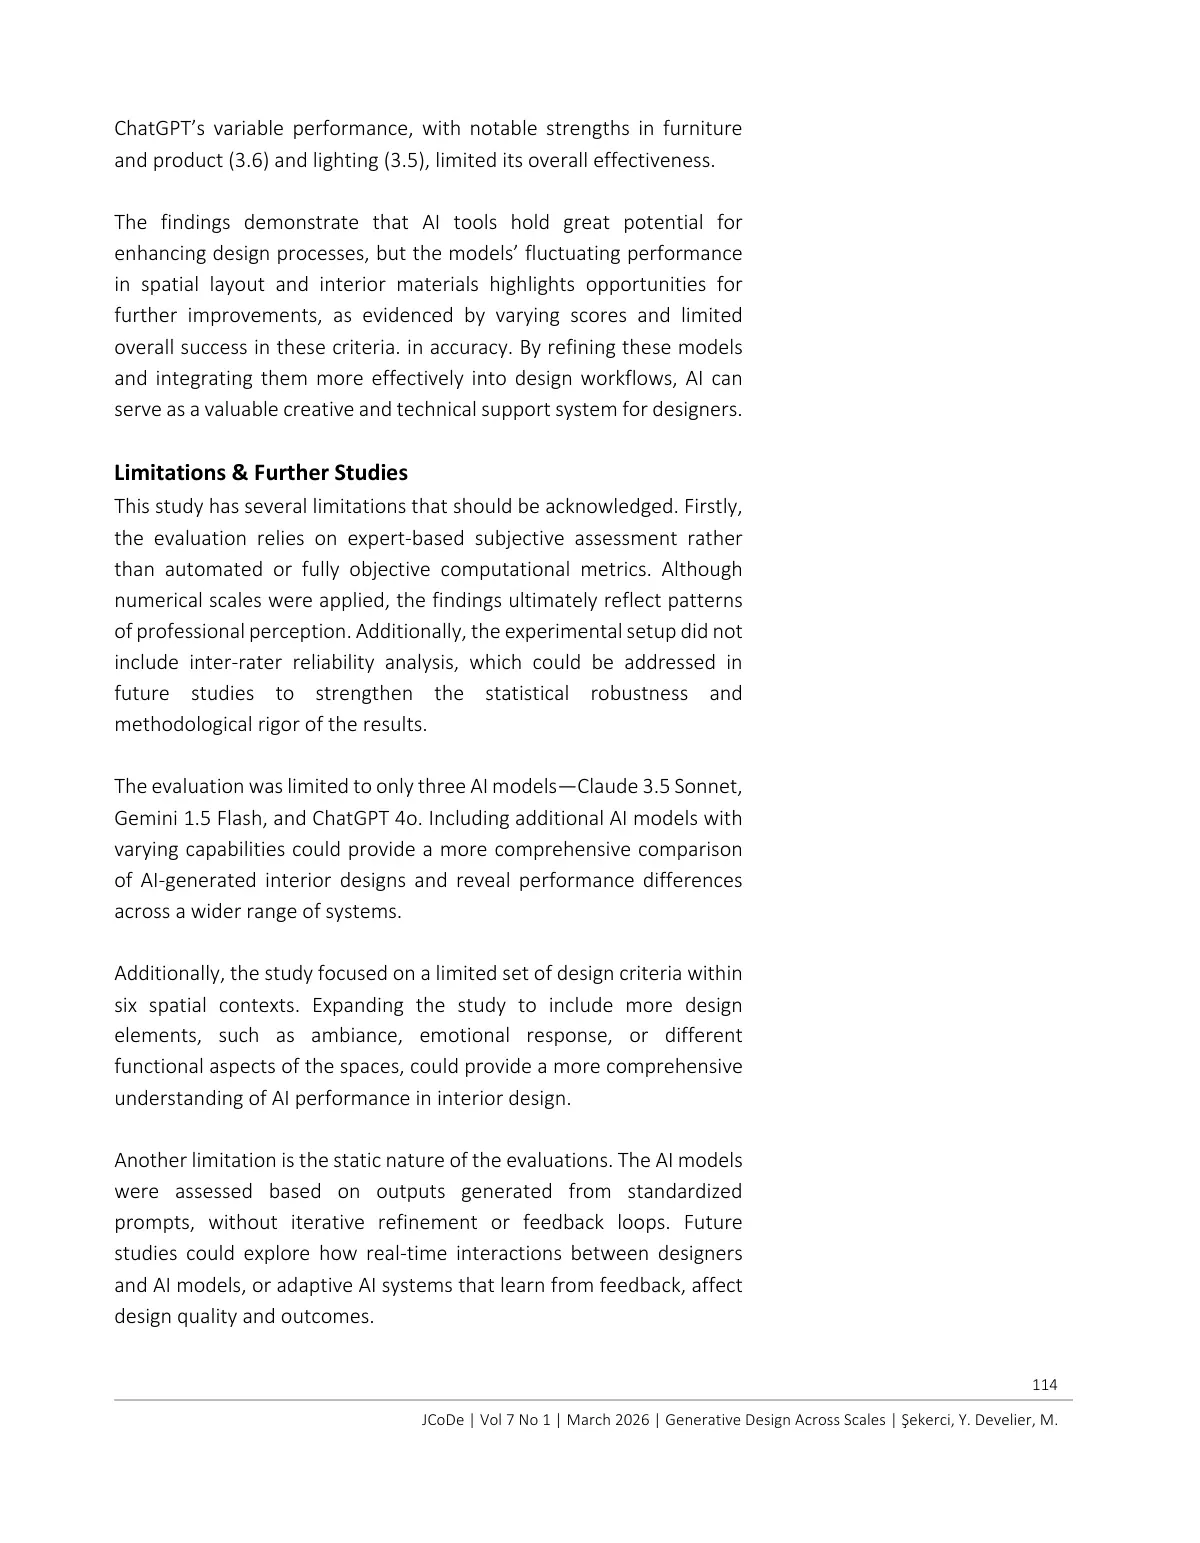 ChatGPT’s variable performance, with notable strengths in furniture
and product (3.6) and lighting (3.5), limited its overall effectiveness.
The findings demonstrate that AI tools hold great potential for
enhancing design processes, but the models’ fluctuating performance
in spatial layout and interior materials highlights opportunities for
further improvements, as evidenced by varying scores and limited
overall success in these criteria. in accuracy. By refining these models
and integrating them more effectively into design workflows, AI can
serve as a valuable creative and technical support system for designers.
Limitations & Further Studies
This study has several limitations that should be acknowledged. Firstly,
the evaluation relies on expert-based subjective assessment rather
than automated or fully objective computational metrics. Although
numerical scales were applied, the findings ultimately reflect patterns
of professional perception. Additionally, the experimental setup did not
include inter-rater reliability analysis, which could be addressed in
future studies to strengthen the statistical robustness and
methodological rigor of the results.
The evaluation was limited to only three AI models—Claude 3.5 Sonnet,
Gemini 1.5 Flash, and ChatGPT 4o. Including additional AI models with
varying capabilities could provide a more comprehensive comparison
of AI-generated interior designs and reveal performance differences
across a wider range of systems.
Additionally, the study focused on a limited set of design criteria within
six spatial contexts. Expanding the study to include more design
elements, such as ambiance, emotional response, or different
functional aspects of the spaces, could provide a more comprehensive
understanding of AI performance in interior design.
Another limitation is the static nature of the evaluations. The AI models
were assessed based on outputs generated from standardized
prompts, without iterative refinement or feedback loops. Future
studies could explore how real-time interactions between designers
and AI models, or adaptive AI systems that learn from feedback, affect
design quality and outcomes.
114
JCoDe | Vol 7 No 1 | March 2026 | Generative Design Across Scales | Şekerci, Y. Develier, M.